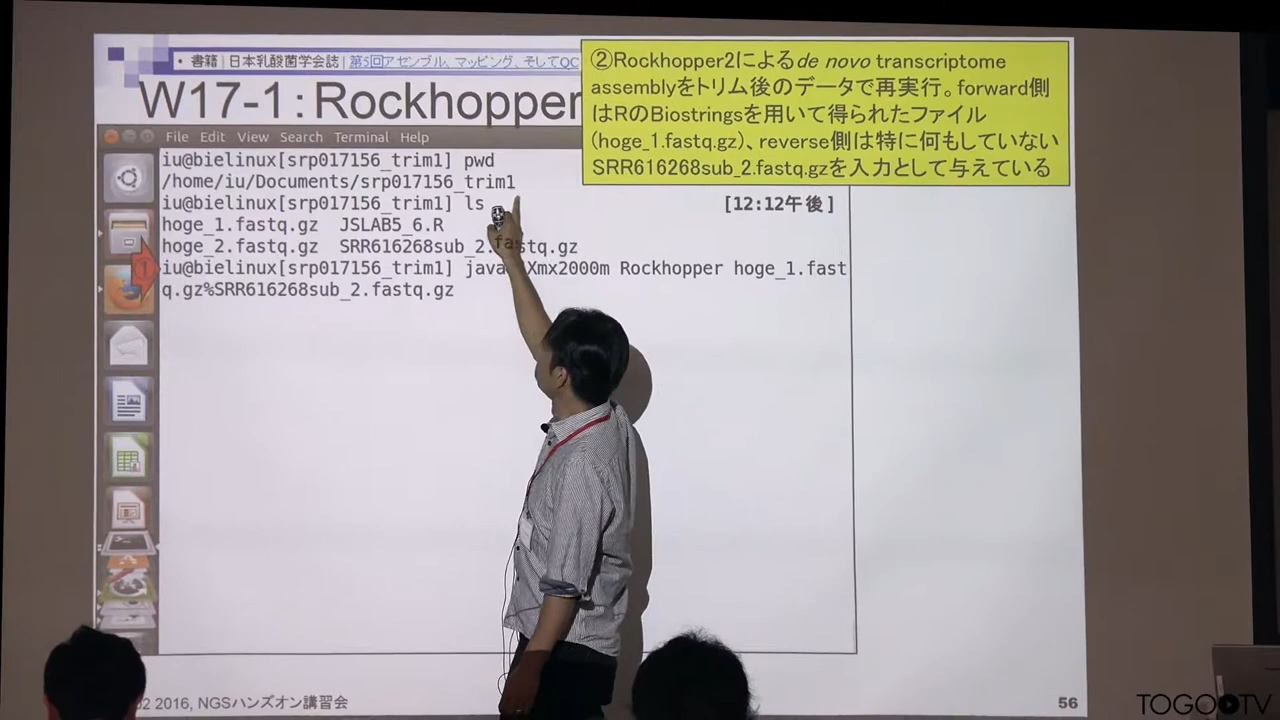 ・書籍 | 日本乳酸菌学会誌 | 第5回アセンブル、マッピング、そしてQC
W17-1：Rockhopper
②Rockhopper2によるde novo transcriptome
assemblyをトリム後のデータで再実行。forward側
はRのBiostringsを用いて得られたファイル
(hoge_1.fastq.gz)、reverse側は特に何もしていない
SRR616268sub_2.fastq.gzを入力として与えている
File Edit View Search Terminal Help
iu@bielinux[srp017156_trim1] pwd
/home/iu/Documents/srp017156_trim1
iu@bielinux[srp017156_trim1] ls [12:12午後]
hoge_1.fastq.gz JSLAB5_6.R
hoge_2.fastq.gz SRR616268sub_2.fastq.gz
①
iu@bielinux[srp017156_trim1] java Xmx2000m Rockhopper hoge_1.fast
q.gz%SRR616268sub_2.fastq.gz
2016, NGSハンズオン講習会
56
TOGOTV